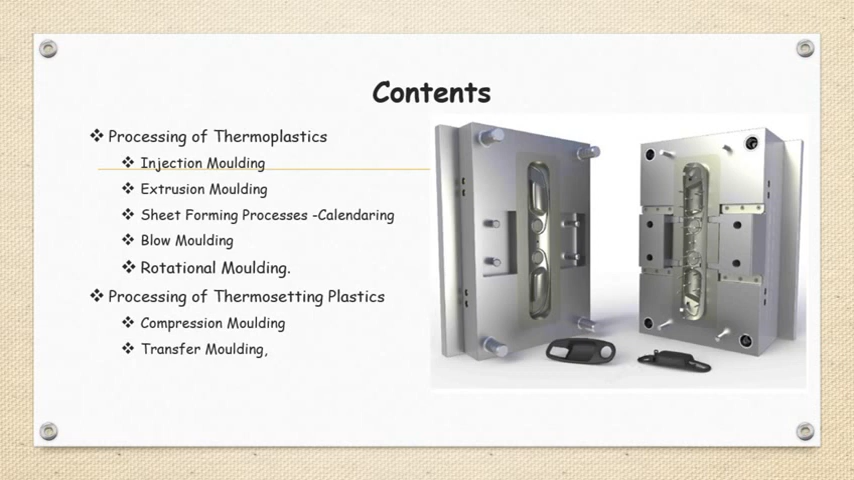 Contents
❖ Processing of Thermoplastics
❖ Injection Moulding
❖ Extrusion Moulding
❖ Sheet Forming Processes -Calendaring
❖ Blow Moulding
❖ Rotational Moulding.
❖ Processing of Thermosetting Plastics
❖ Compression Moulding
❖ Transfer Moulding,